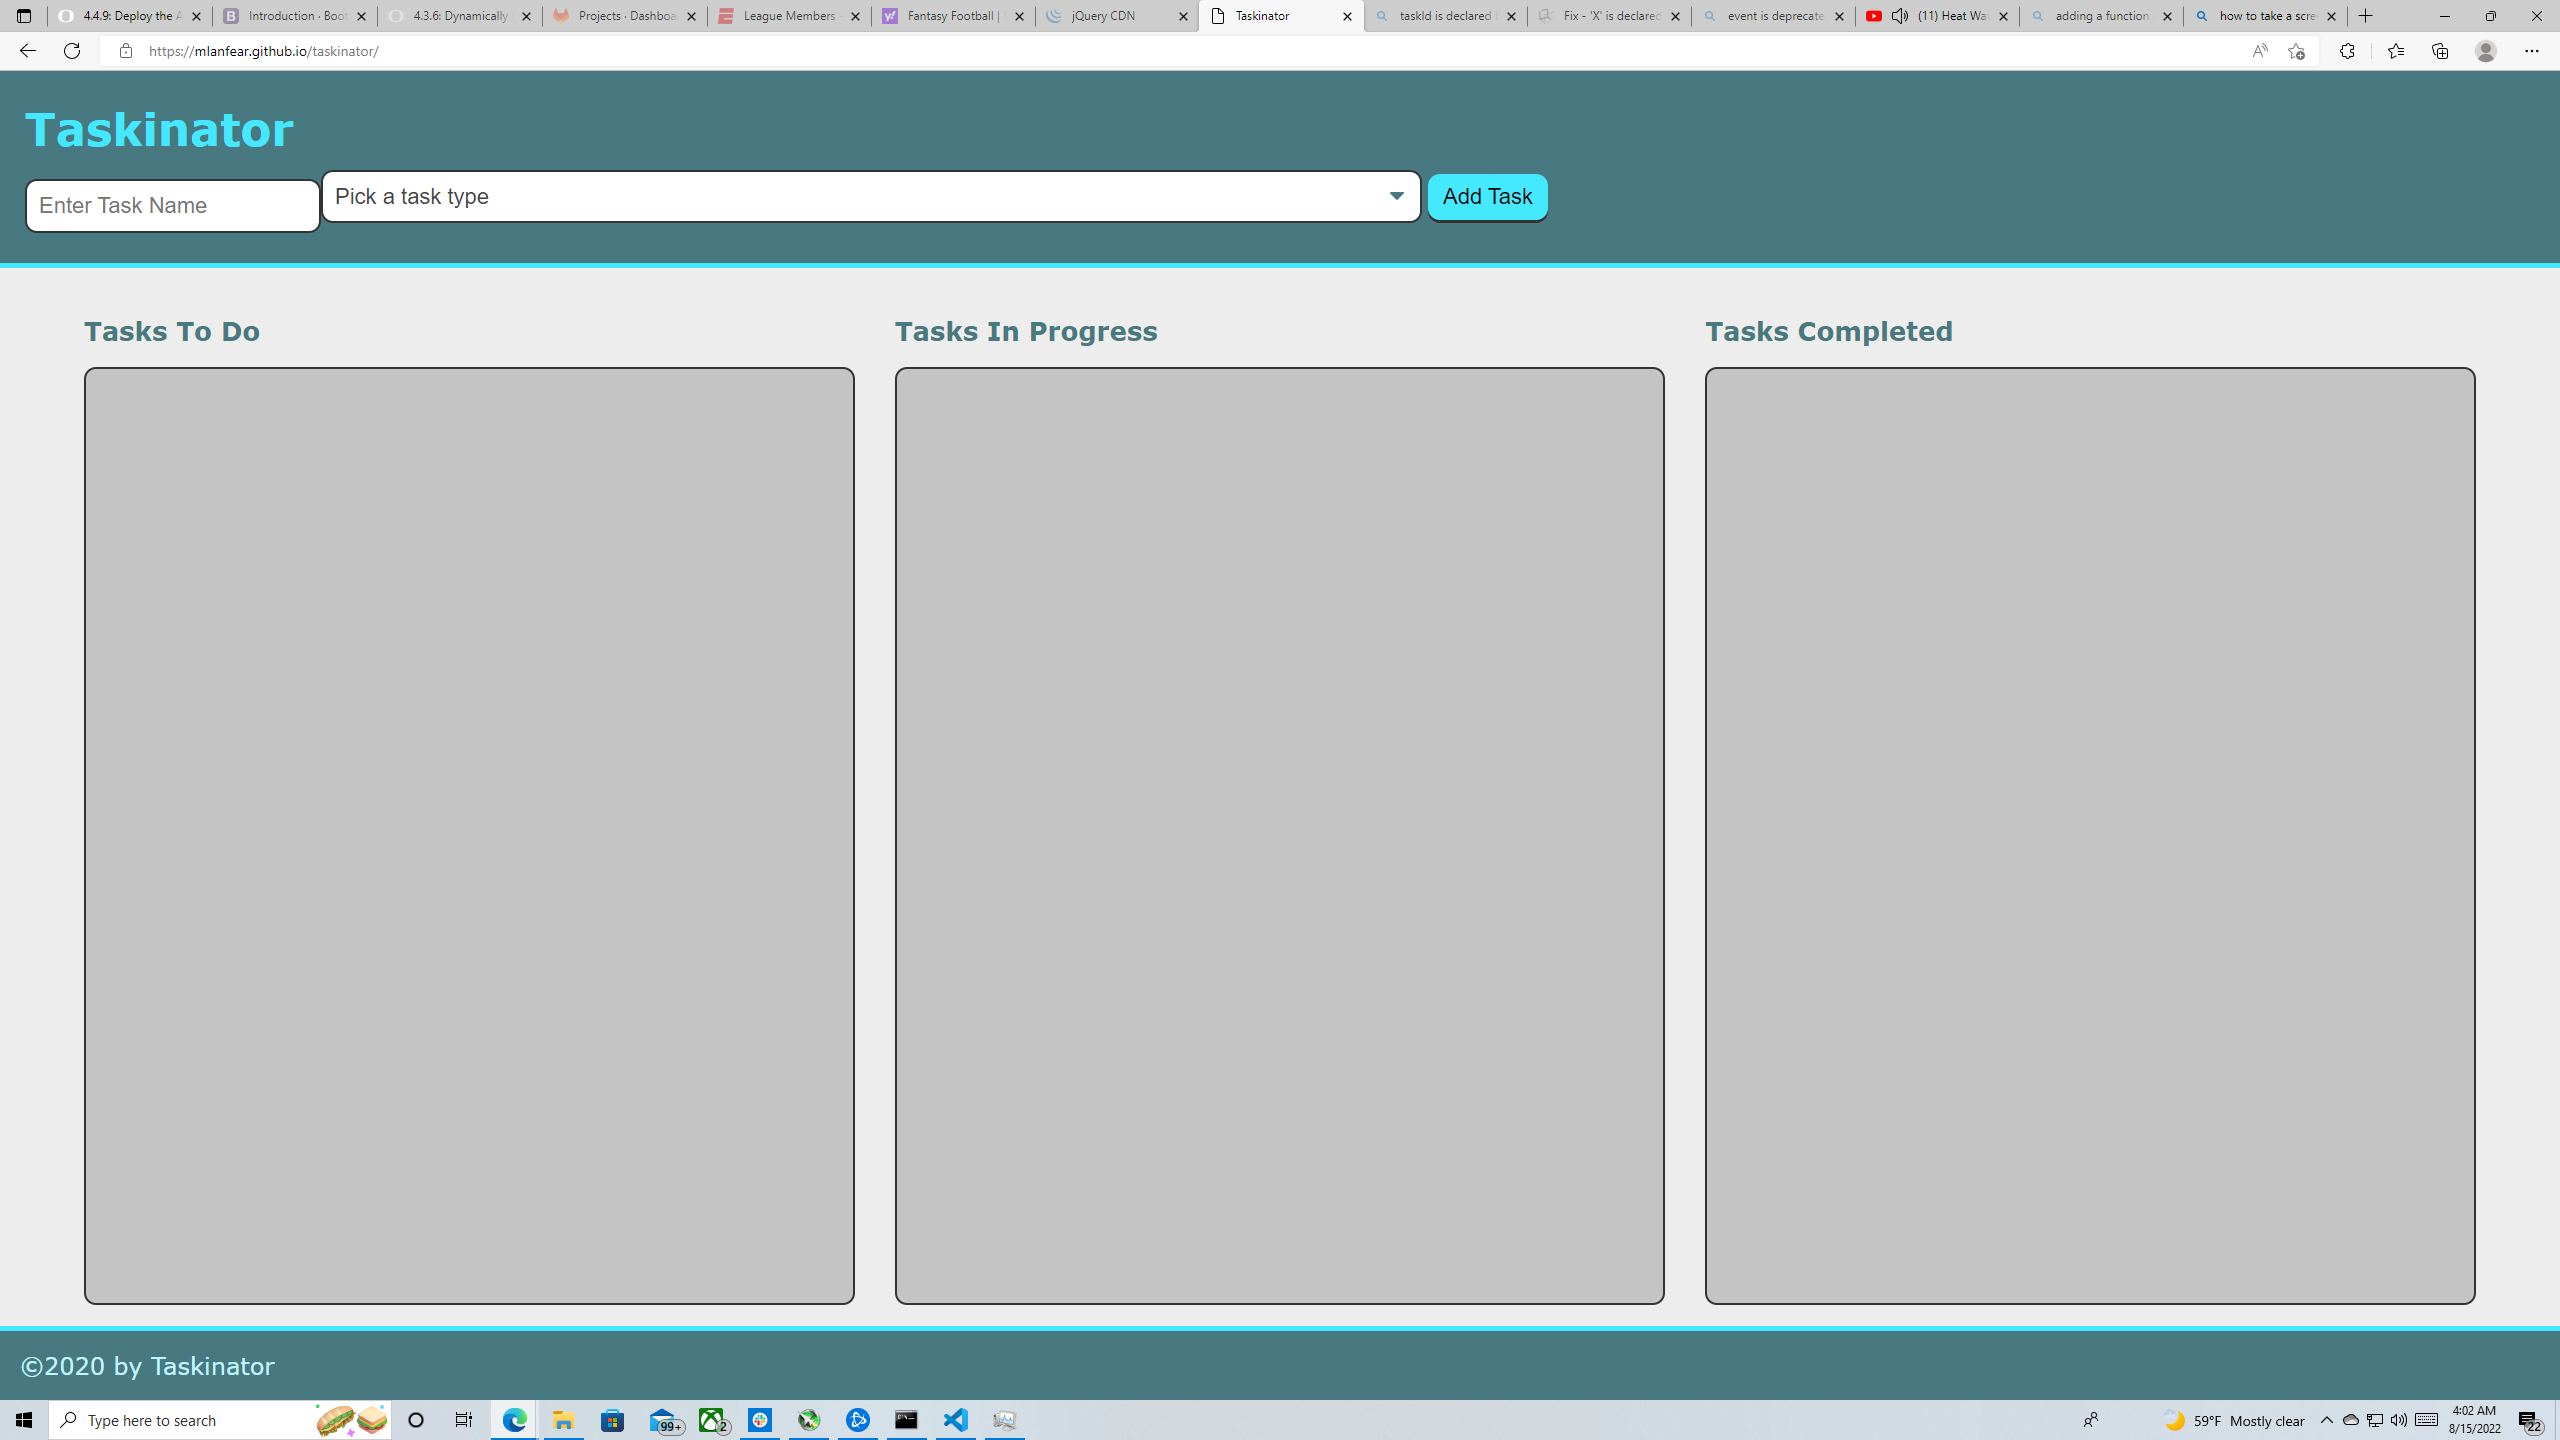 4.4.9: Deploy the A
Introduction · Boot
4.3.6: Dynamically
Projects · Dashboa
League Members
Fantasy Football |
jQuery CDN
Taskinator
taskId is declared
Fix - 'X' is declared
event is deprecate
(11) Heat Wav
adding a function
how to take a scre
https://mlanfear.github.io/taskinator/
Taskinator
Enter Task Name
Pick a task type
Add Task
Tasks To Do
Tasks In Progress
Tasks Completed
©2020 by Taskinator
Type here to search
99+
2
59°F Mostly clear
4:02 AM
8/15/2022
22